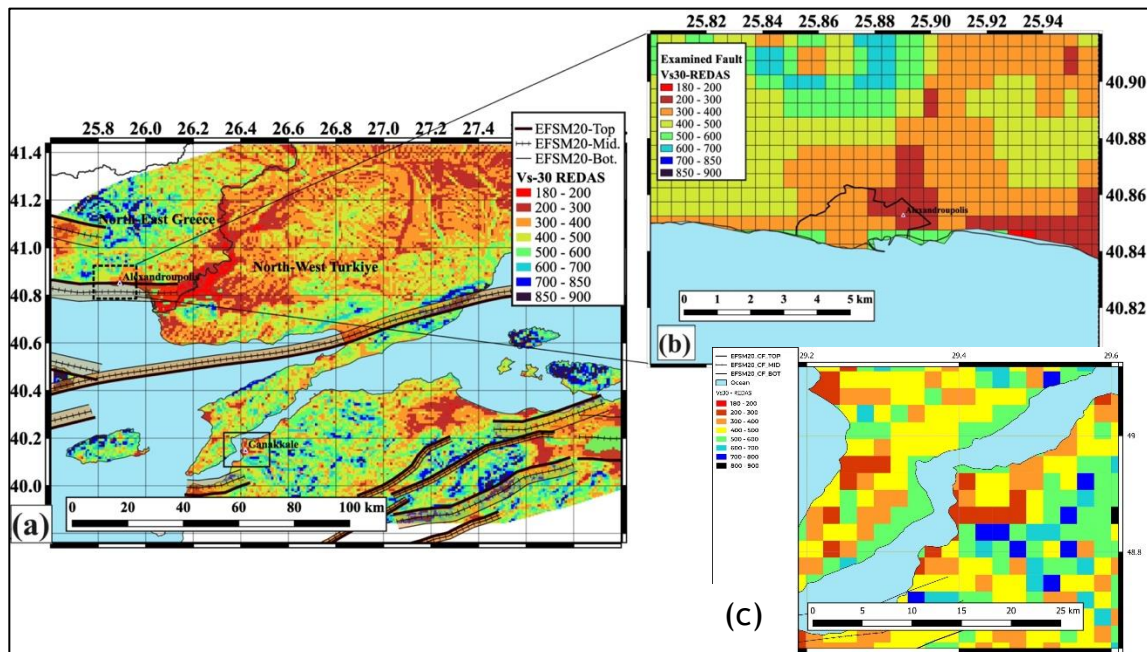 25.8 26.0 26.2 26.4 26.6 26.8 27.0 27.2 27.4
EFSM20-Top
EFSM20-Mid.
EFSM20-Bot.
Vs-30 REDAS
180 - 200
200 - 300
300 - 400
400 - 500
500 - 600
600 - 700
700 - 850
850 - 900
41.4
41.2
41.0
40.8
40.6
40.4
40.2
40.0
North-East Greece
Alexandroupolis
North-West Turkiye
Çanakkale
0 20 40 60 80 100 km
(a)
25.82 25.84 25.86 25.88 25.90 25.92 25.94
Examined Fault
Vs30-REDAS
180 - 200
200 - 300
300 - 400
400 - 500
500 - 600
600 - 700
700 - 850
850 - 900
40.90
40.88
40.86
40.84
40.82
Alexandroupolis
0 1 2 3 4 5 km
(b)
29.2 29.4 29.6
EFSM20_CF_TOP
EFSM20_CF_MID
EFSM20_CF_BOT
Ocean
Vs30 - REDAS
180 - 200
200 - 300
300 - 400
400 - 500
500 - 600
600 - 700
700 - 800
800 - 900
49
48.8
0 5 10 15 20 25 km
(c)